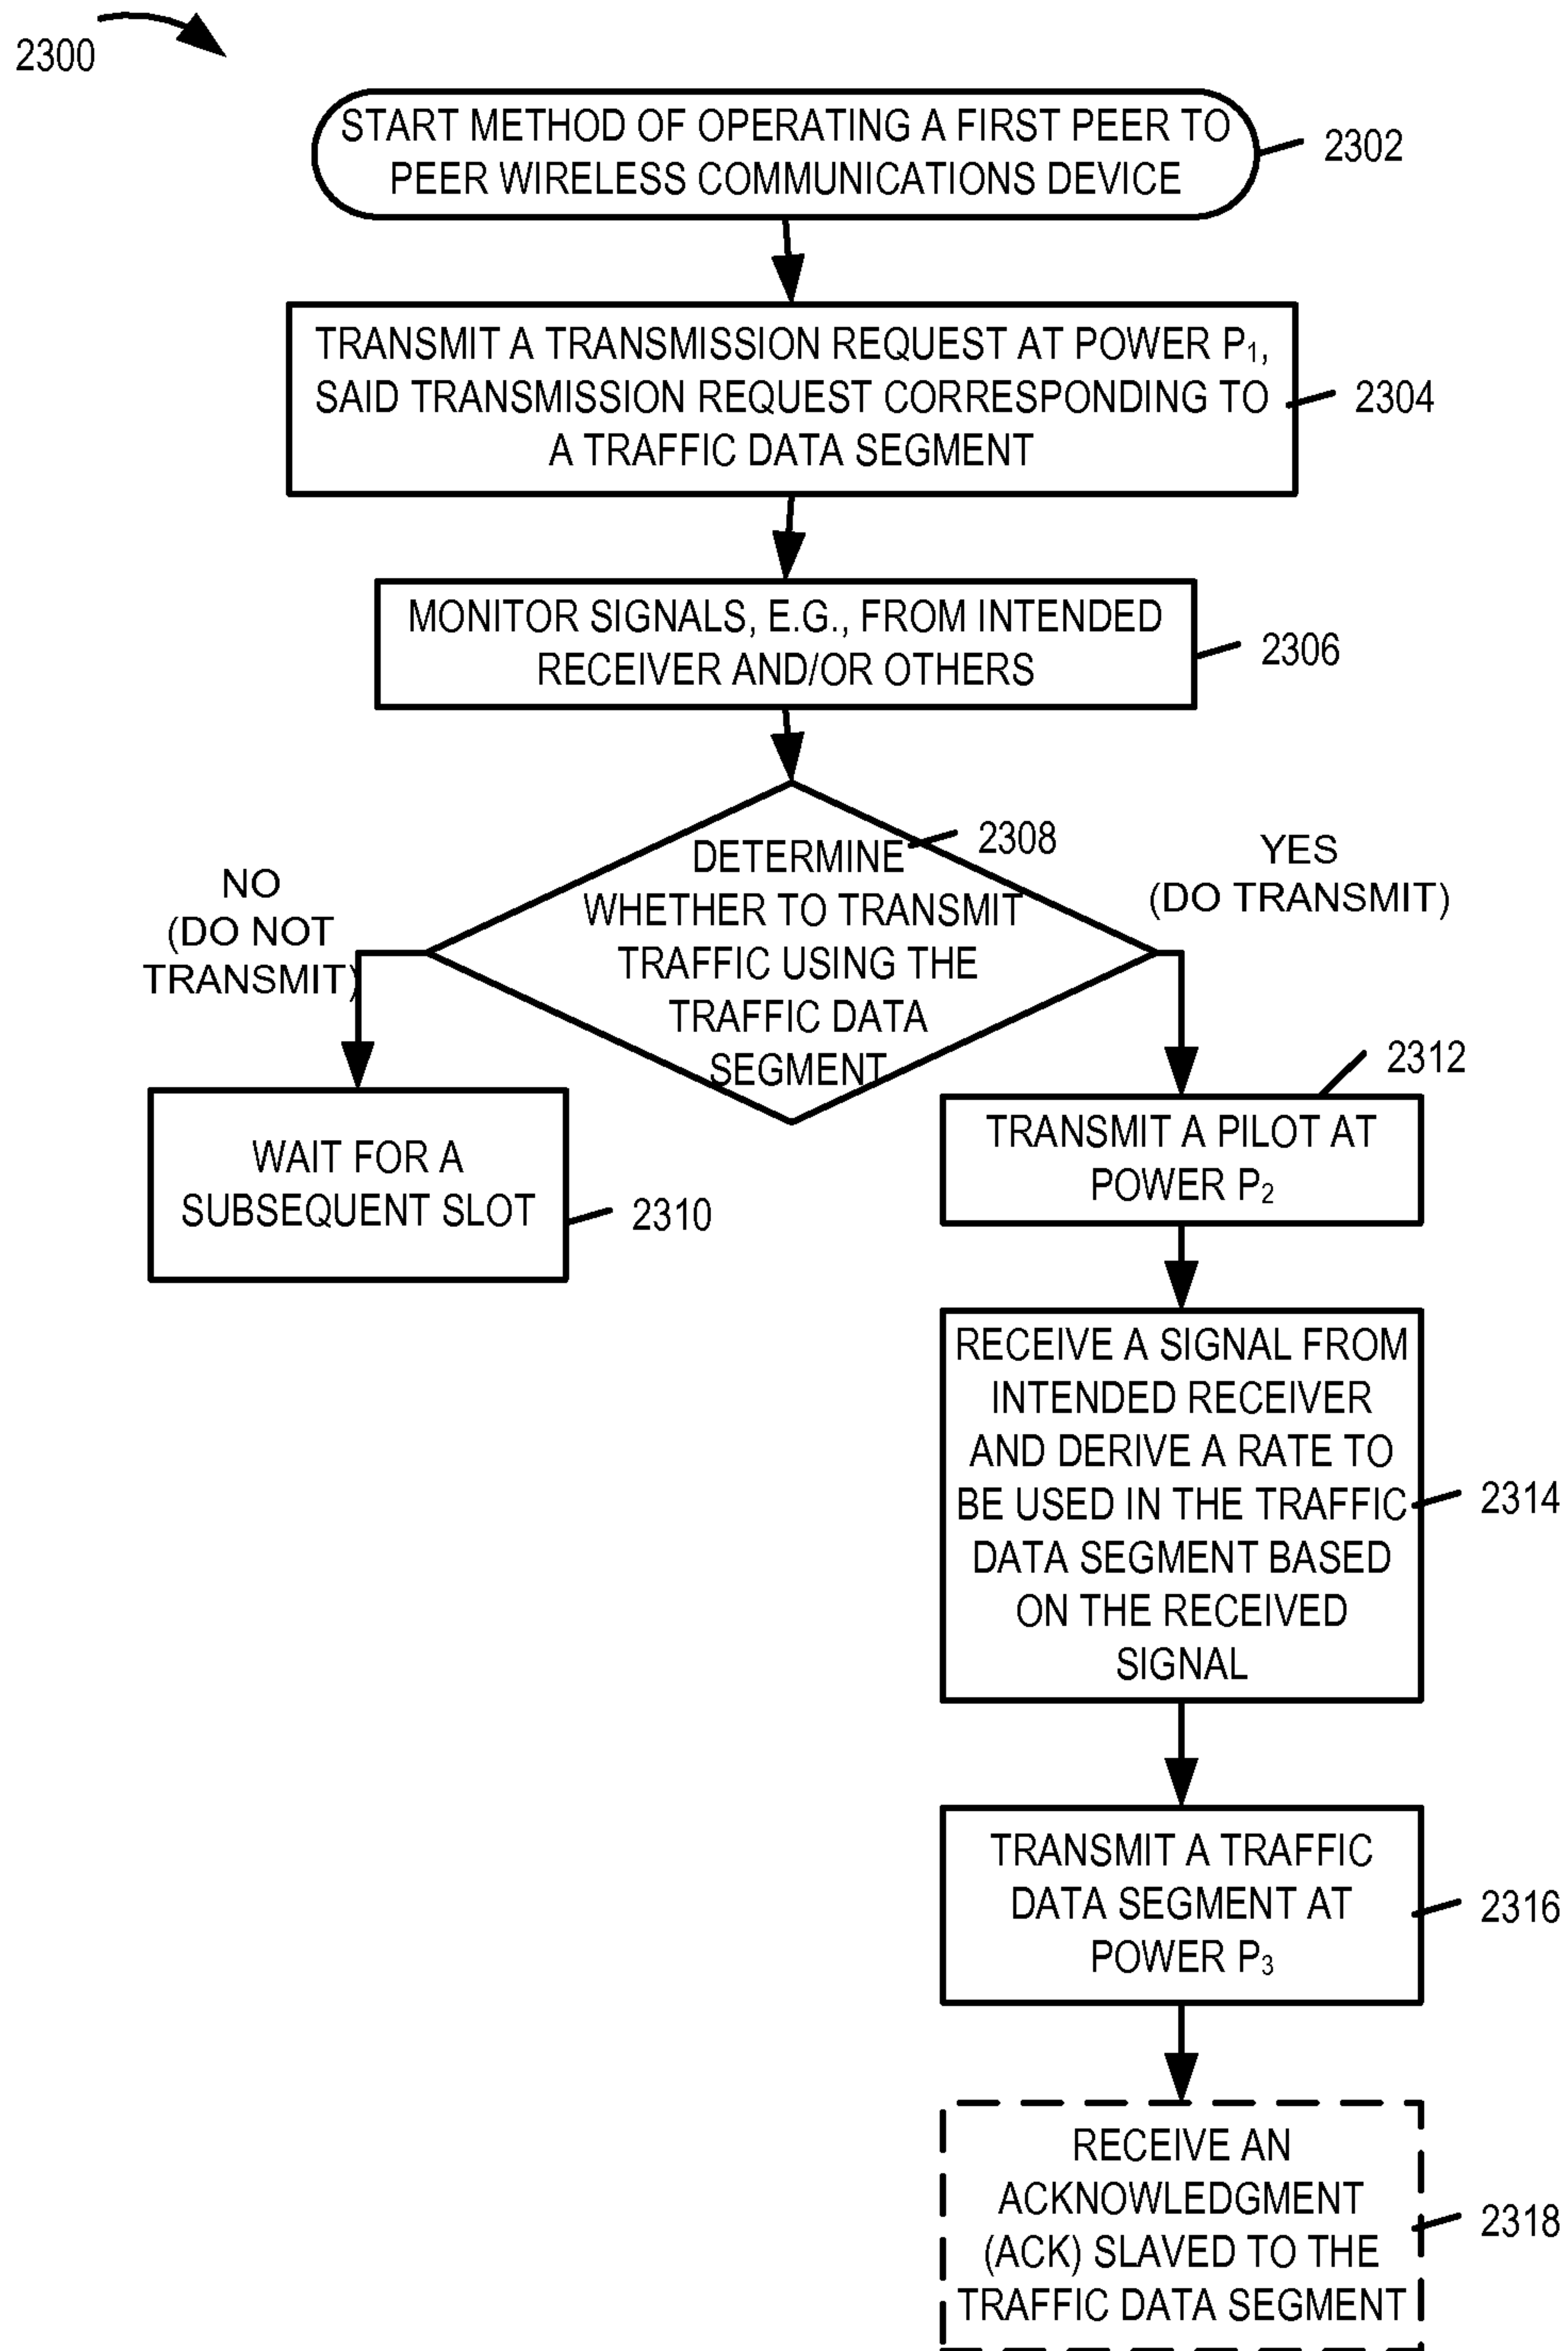 2300
START METHOD OF OPERATING A FIRST PEER TO
PEER WIRELESS COMMUNICATIONS DEVICE
2302
TRANSMIT A TRANSMISSION REQUEST AT POWER P₁,
SAID TRANSMISSION REQUEST CORRESPONDING TO
A TRAFFIC DATA SEGMENT
2304
MONITOR SIGNALS, E.G., FROM INTENDED
RECEIVER AND/OR OTHERS
2306
DETERMINE
WHETHER TO TRANSMIT
TRAFFIC USING THE
TRAFFIC DATA
SEGMENT
2308
NO
(DO NOT
TRANSMIT)
YES
(DO TRANSMIT)
WAIT FOR A
SUBSEQUENT SLOT
2310
TRANSMIT A PILOT AT
POWER P₂
2312
RECEIVE A SIGNAL FROM
INTENDED RECEIVER
AND DERIVE A RATE TO
BE USED IN THE TRAFFIC
DATA SEGMENT BASED
ON THE RECEIVED
SIGNAL
2314
TRANSMIT A TRAFFIC
DATA SEGMENT AT
POWER P₃
2316
RECEIVE AN
ACKNOWLEDGMENT
(ACK) SLAVED TO THE
TRAFFIC DATA SEGMENT
2318